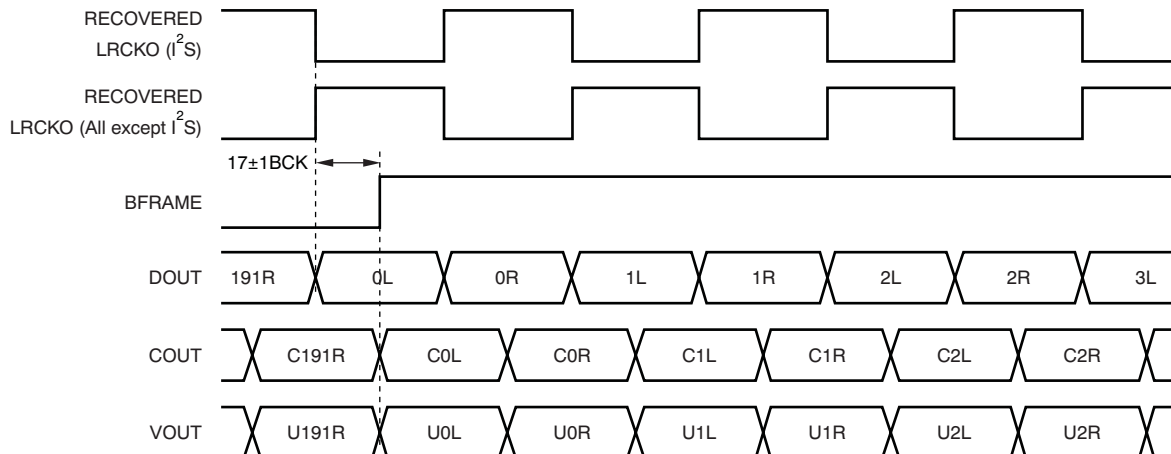 RECOVERED
LRCKO (I²S)
RECOVERED
LRCKO (All except I²S)
17±1BCK
BFRAME
DOUT 191R 0L 0R 1L 1R 2L 2R 3L
COUT C191R C0L C0R C1L C1R C2L C2R
VOUT U191R U0L U0R U1L U1R U2L U2R